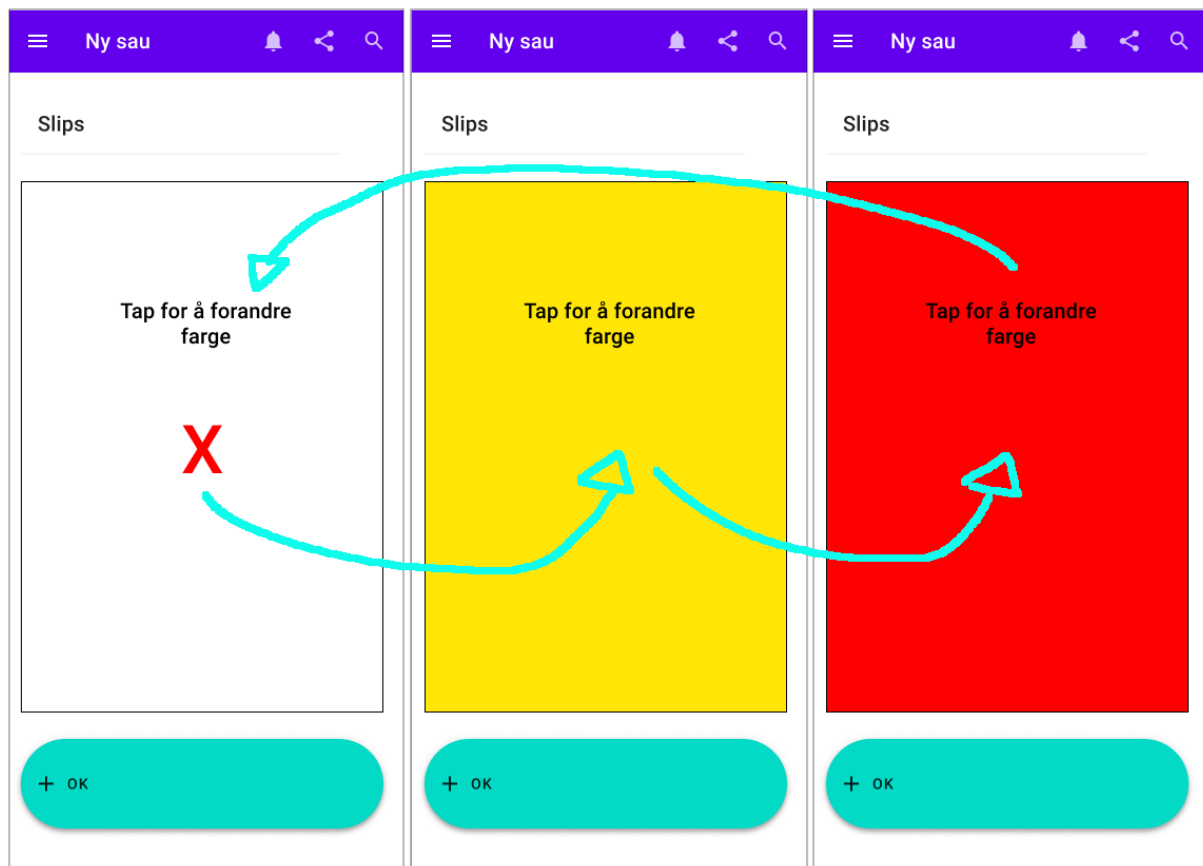 Ny sau
Slips
Tap for å forandre
farge
X
+ OK
Ny sau
Slips
Tap for å forandre
farge
+ OK
Ny sau
Slips
Tap for å forandre
farge
+ OK